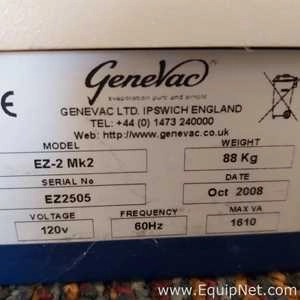 GeneVac
evaporation pure and simple
GENEVAC LTD. IPSWICH ENGLAND
TEL: +44 (0) 1473 240000
Web: http://www.genevac.co.uk
MODEL WEIGHT
EZ-2 Mk2 88 Kg
SERIAL No DATE
EZ2505 Oct 2008
VOLTAGE FREQUENCY MAX VA
120v 60Hz 1610
www.EquipNet.com